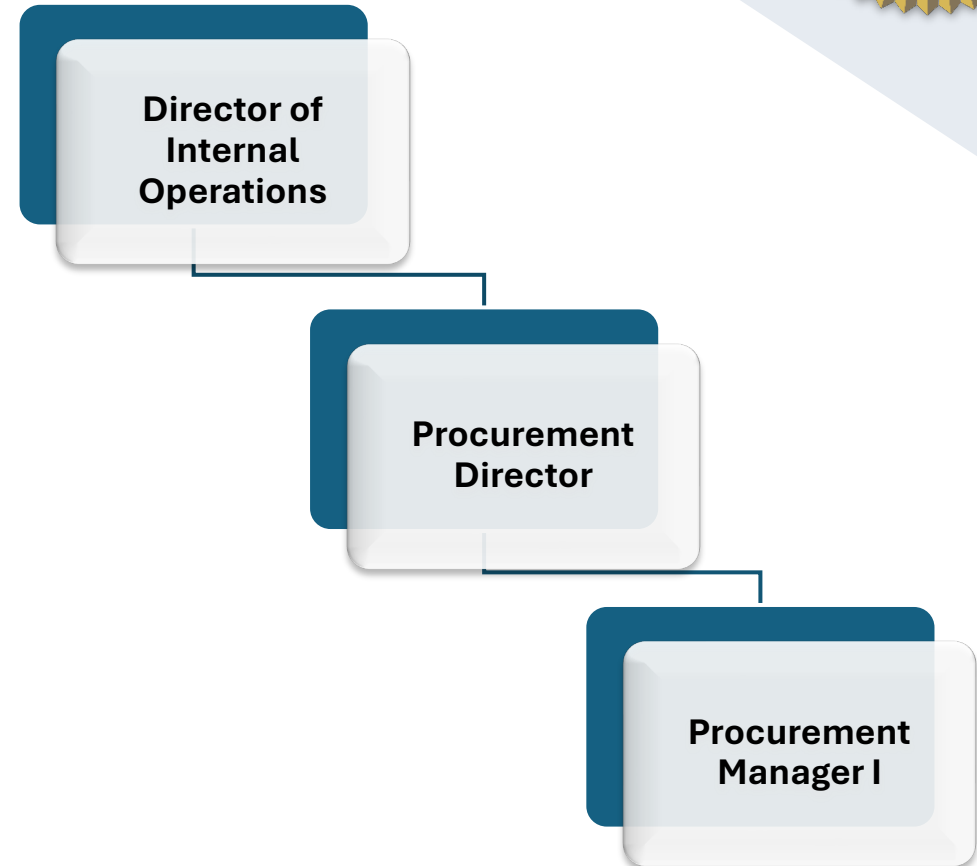 Director of
Internal
Operations
Procurement
Director
Procurement
Manager I